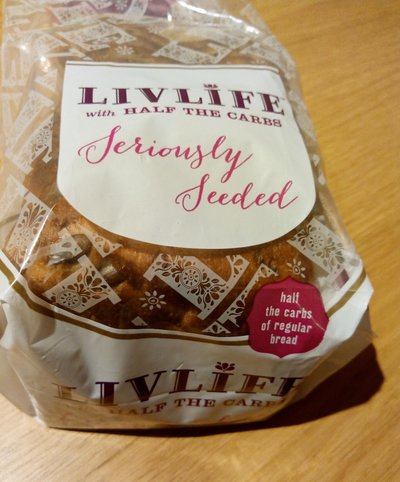 LIVLIFE
with HALF THE CARBS
Seriously
Seeded
half
the carbs
of regular
bread
LIVLIFE
HALF THE CARBS